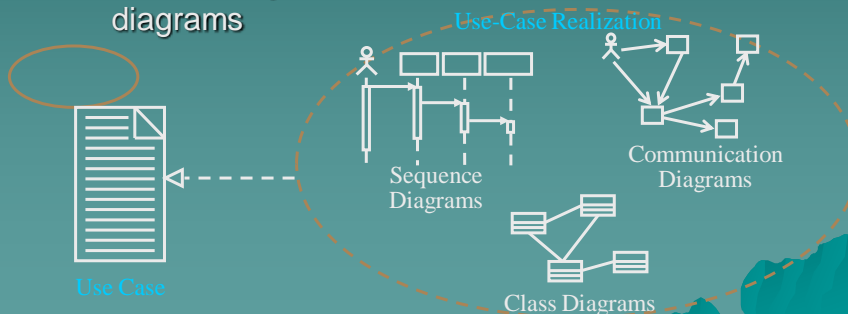 diagrams
Use-Case Realization
Sequence
Diagrams
Communication
Diagrams
Use Case
Class Diagrams